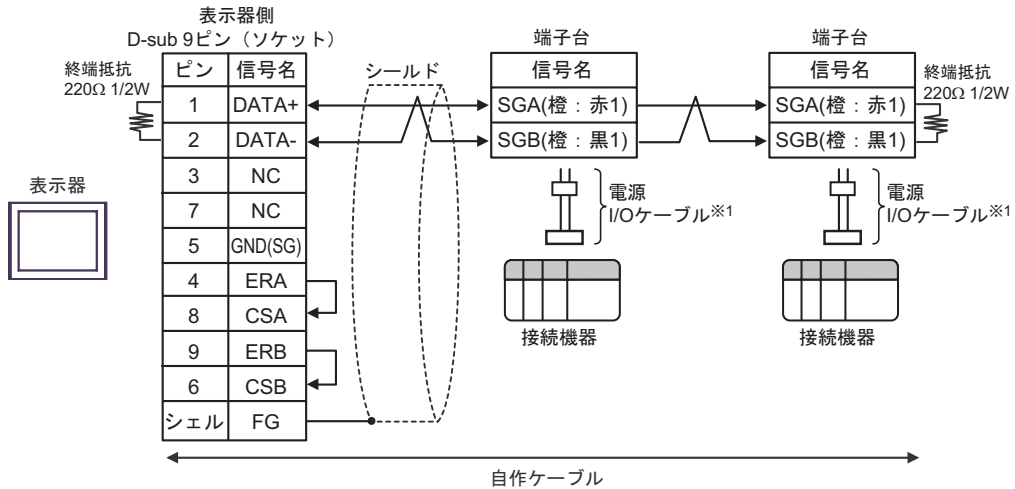 表示器側
D-sub 9ピン（ソケット）
終端抵抗
220Ω 1/2W
ピン 信号名
1 DATA+
2 DATA-
3 NC
7 NC
5 GND(SG)
4 ERA
8 CSA
9 ERB
6 CSB
シェル FG
表示器
シールド
端子台
信号名
SGA(橙：赤1)
SGB(橙：黒1)
電源
I/Oケーブル※1
接続機器
端子台
信号名
SGA(橙：赤1)
SGB(橙：黒1)
終端抵抗
220Ω 1/2W
電源
I/Oケーブル※1
接続機器
自作ケーブル